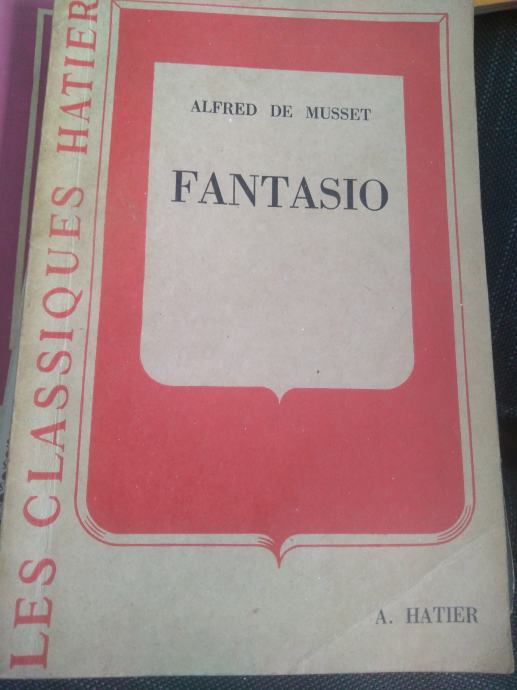 ALFRED DE MUSSET
FANTASIO
LES CLASSIQUES HATIER
A. HATIER